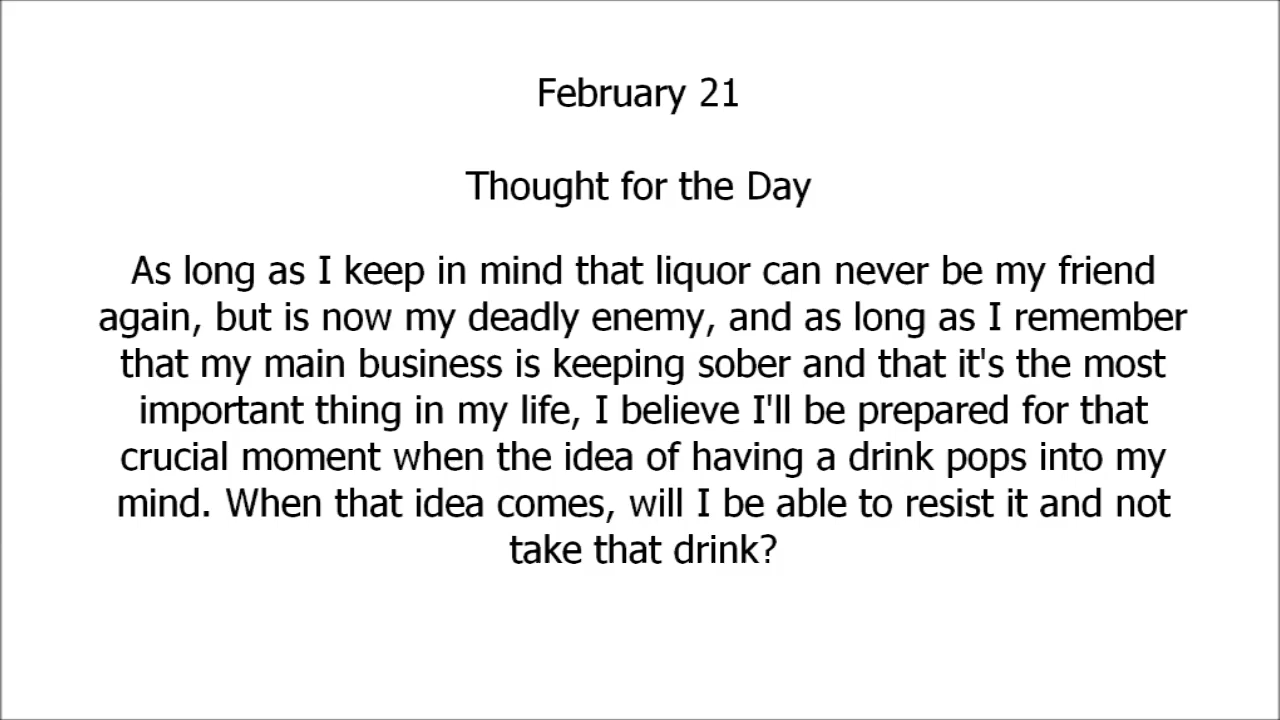 February 21
Thought for the Day
As long as I keep in mind that liquor can never be my friend
again, but is now my deadly enemy, and as long as I remember
that my main business is keeping sober and that it's the most
important thing in my life, I believe I'll be prepared for that
crucial moment when the idea of having a drink pops into my
mind. When that idea comes, will I be able to resist it and not
take that drink?